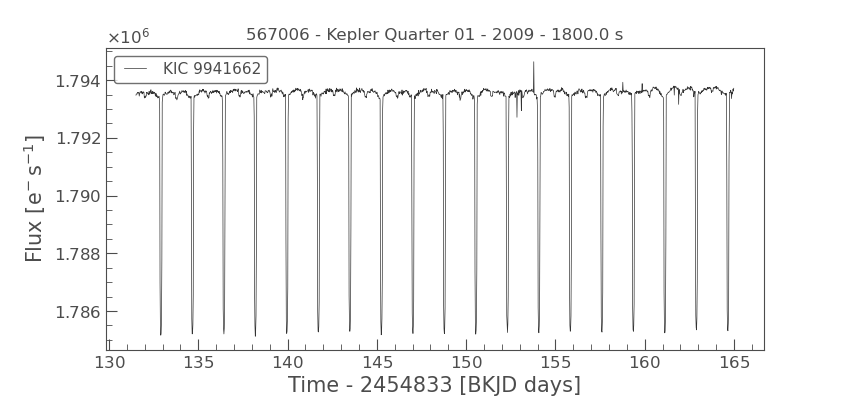 567006 - Kepler Quarter 01 - 2009 - 1800.0 s
×10⁶
KIC 9941662
1.794
1.792
1.790
1.788
1.786
Flux [e⁻ s⁻¹]
130 135 140 145 150 155 160 165
Time - 2454833 [BKJD days]